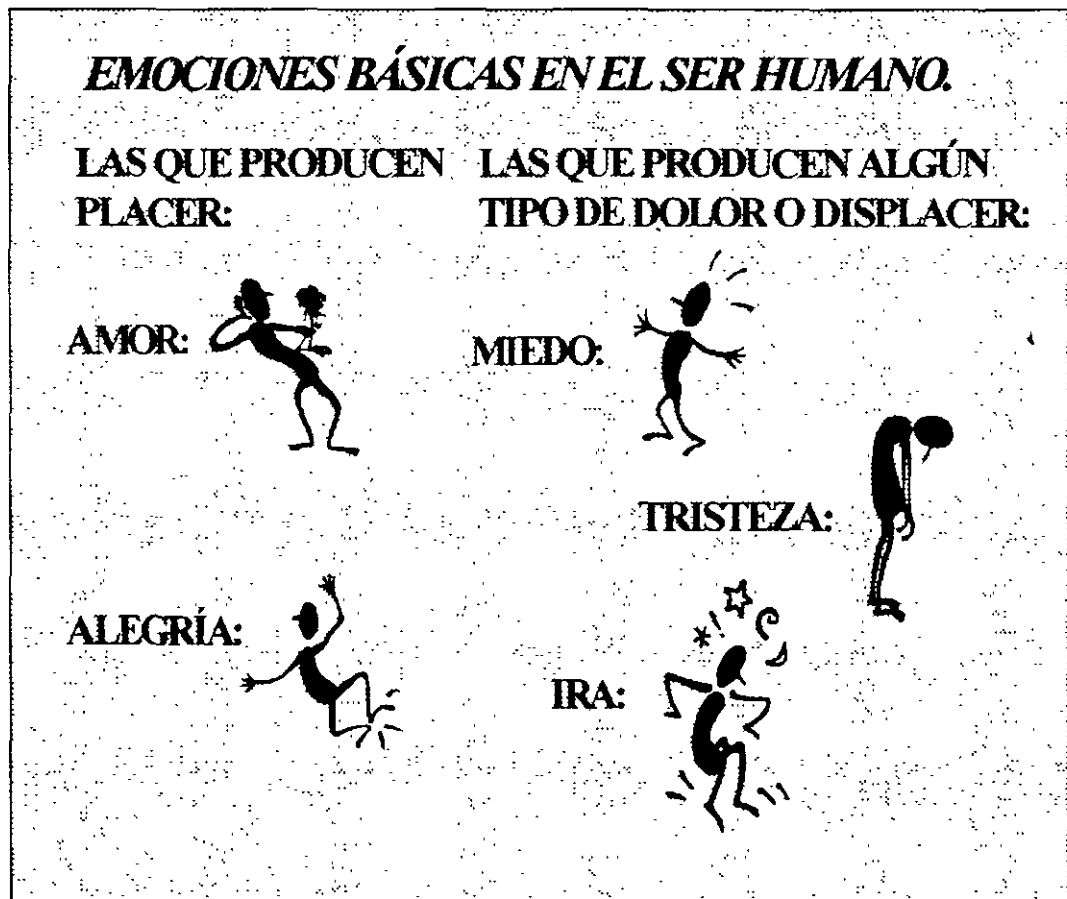 EMOCIONES BÁSICAS EN EL SER HUMANO.
LAS QUE PRODUCEN
PLACER:
LAS QUE PRODUCEN ALGÚN
TIPO DE DOLOR O DISPLACER:
AMOR:
MIEDO:
TRISTEZA:
ALEGRÍA:
IRA: